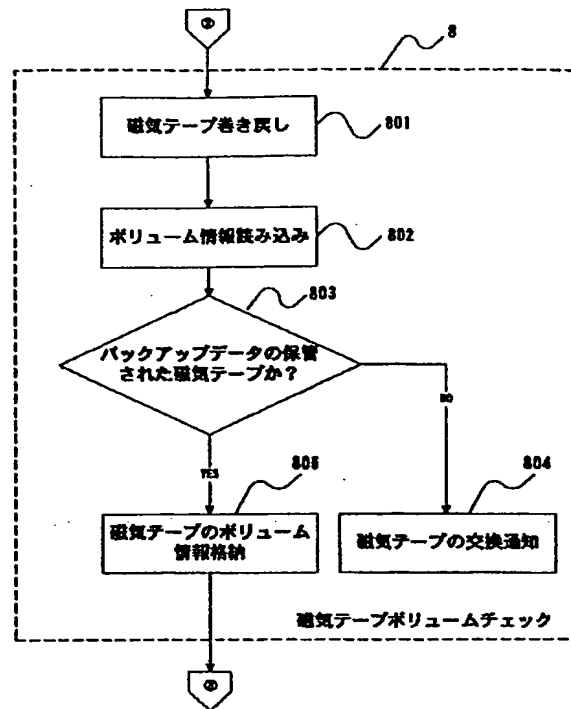 8
磁気テープ巻き戻し
801
ボリューム情報読み込み
802
803
バックアップデータの保管
された磁気テープか?
NO
YES
805
804
磁気テープのボリューム
情報格納
磁気テープの交換通知
磁気テープボリュームチェック